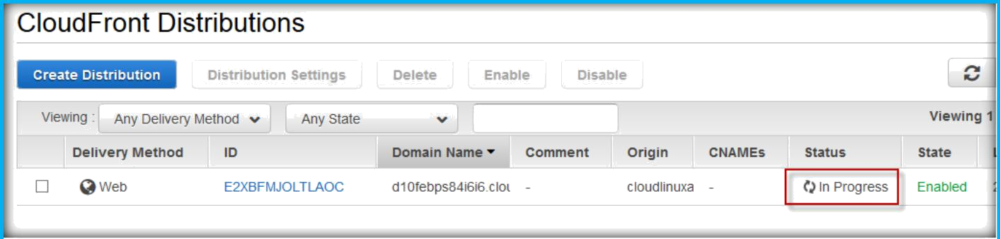 CloudFront Distributions
Create Distribution Distribution Settings Delete Enable Disable
Viewing : Any Delivery Method Any State Viewing 1
Delivery Method ID Domain Name Comment Origin CNAMEs Status State L
Web E2XBFMJOLTLAOC d10febps84i6i6.clou - cloudlinuxa - In Progress Enabled 2